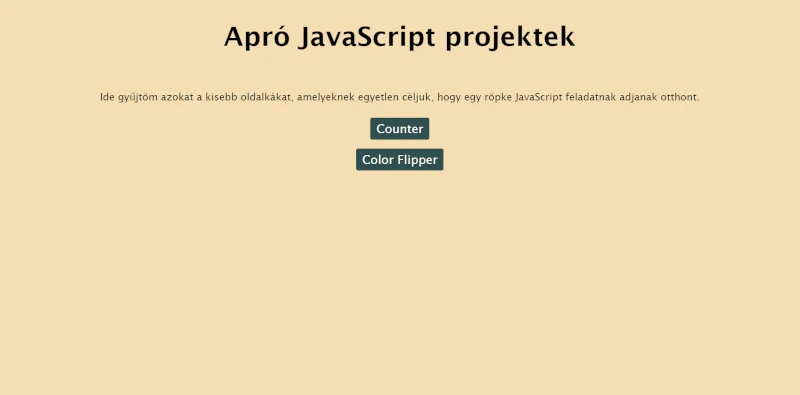 Apró JavaScript projektek
Ide gyűjtöm azokat a kisebb oldalkákat, amelyeknek egyetlen céljuk, hogy egy röpke JavaScript feladatnak adjanak otthont.
Counter
Color Flipper